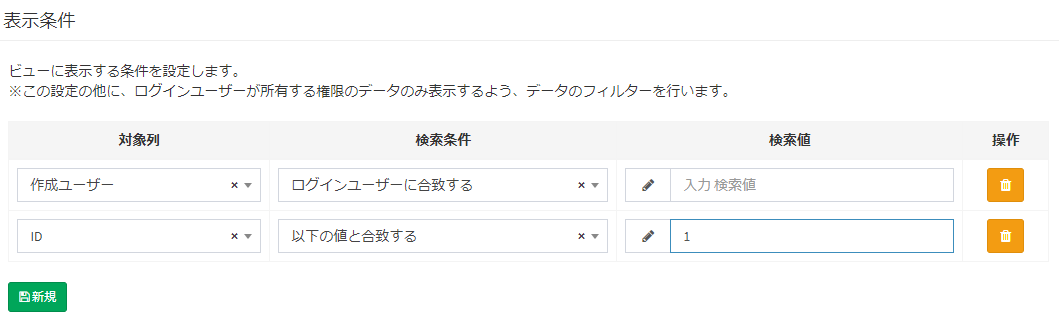 表示条件
ビューに表示する条件を設定します。
※この設定の他に、ログインユーザーが所有する権限のデータのみ表示するよう、データのフィルターを行います。
対象列 検索条件 検索値 操作
作成ユーザー × ログインユーザーに合致する × 入力 検索値
ID × 以下の値と合致する × 1
新規